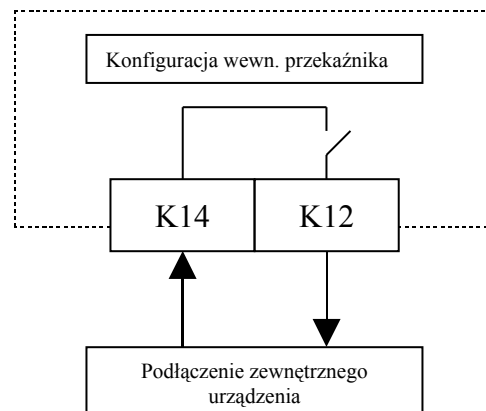 Konfiguracja wewn. przekaźnika
K14 K12
Podłączenie zewnętrznego
urządzenia